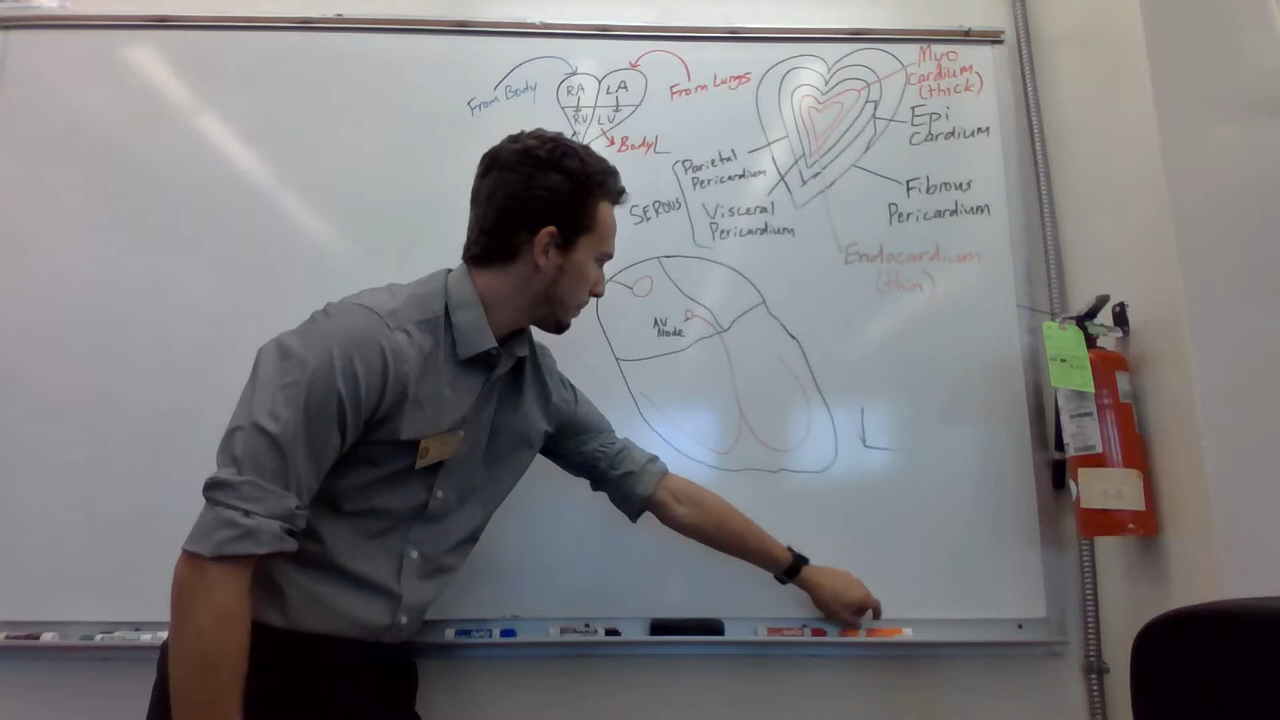 From Body
RA
LA
RV
LV
From Lungs
Body
Myo
cardium
(thick)
Epi
Cardium
Parietal
Pericardium
SEROUS
Visceral
Pericardium
Fibrous
Pericardium
Endocardium
(thin)
AV
Node
L